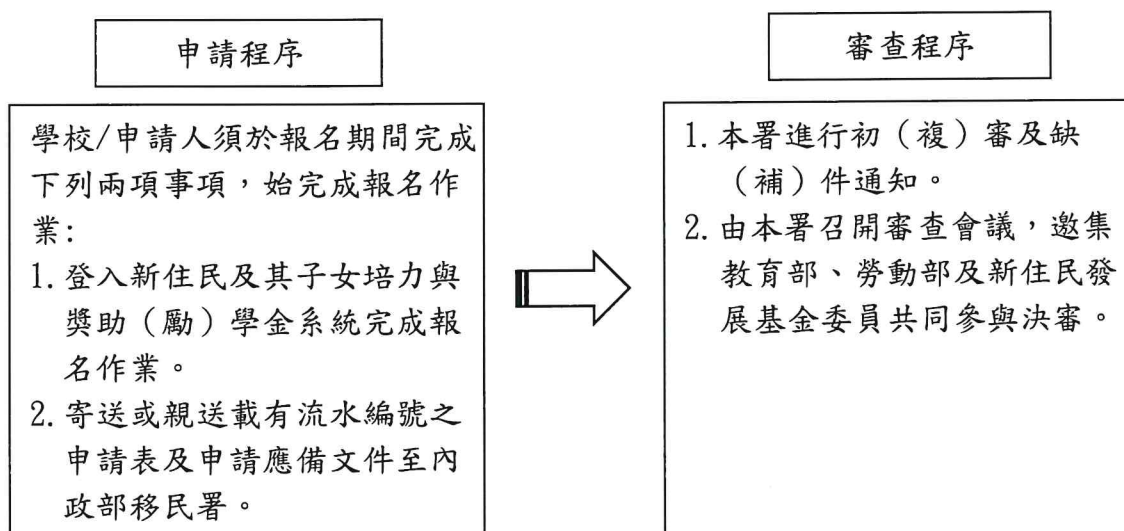 申請程序
學校/申請人須於報名期間完成
下列兩項事項，始完成報名作
業:
1. 登入新住民及其子女培力與
獎助（勵）學金系統完成報
名作業。
2. 寄送或親送載有流水編號之
申請表及申請應備文件至內
政部移民署。
審查程序
1. 本署進行初（複）審及缺
（補）件通知。
2. 由本署召開審查會議，邀集
教育部、勞動部及新住民發
展基金委員共同參與決審。